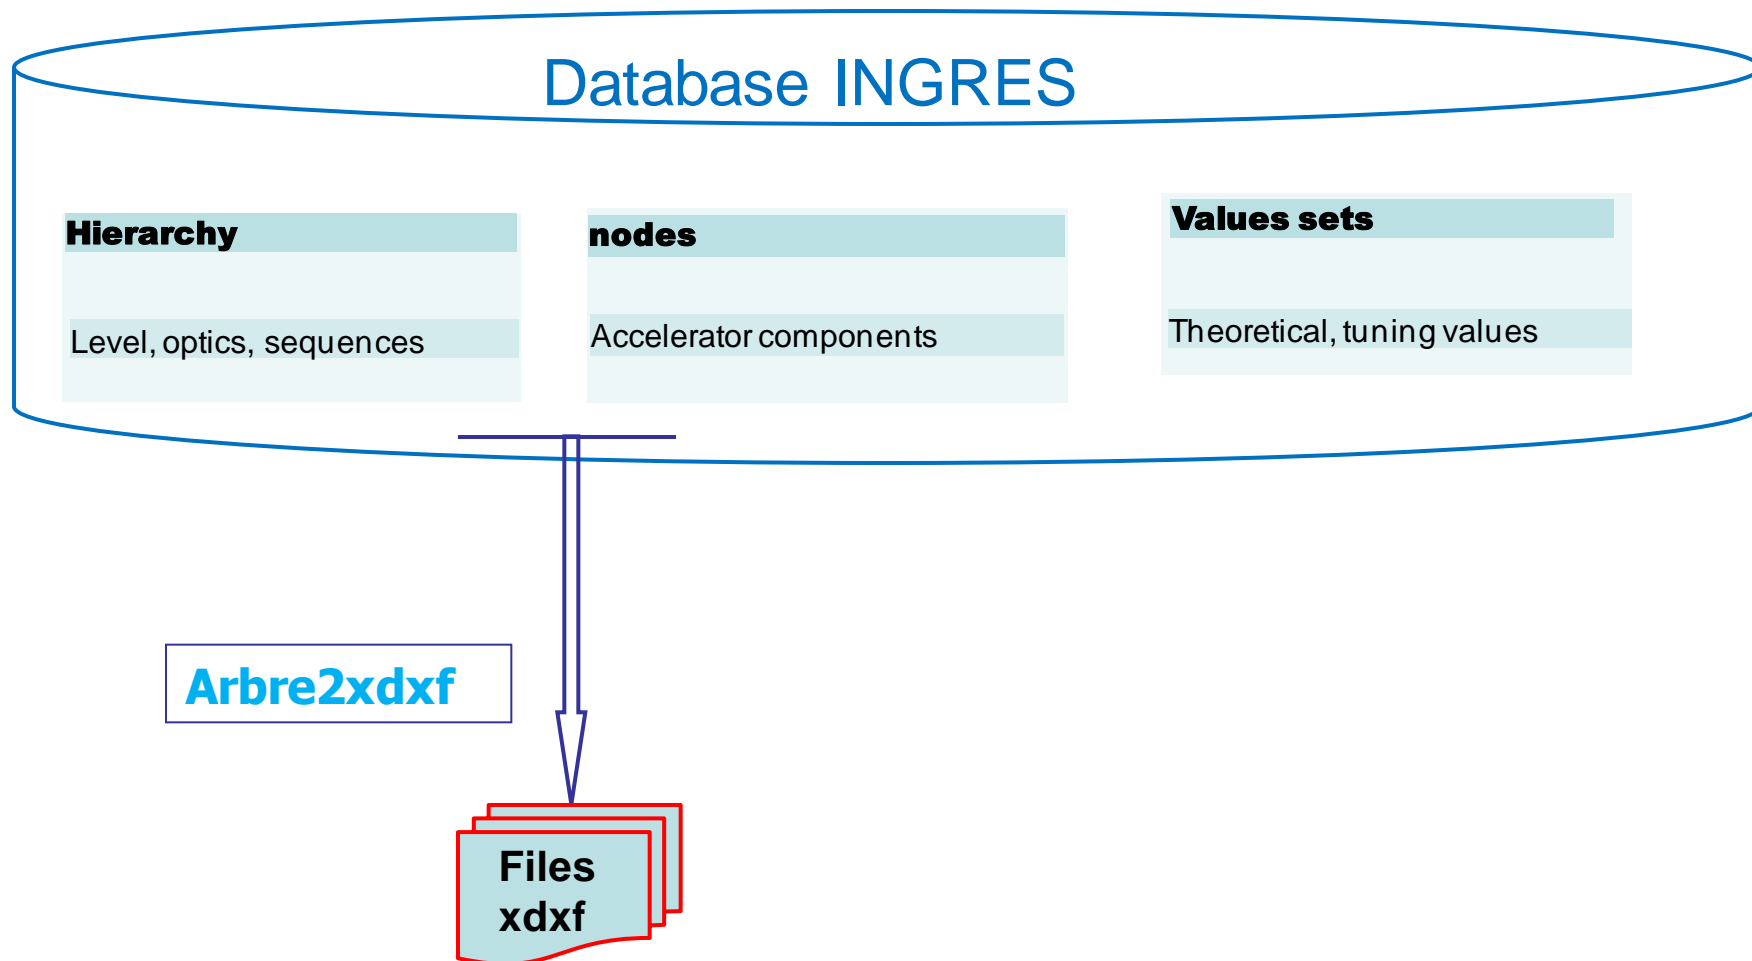 Database INGRES
Hierarchy
Level, optics, sequences
nodes
Accelerator components
Values sets
Theoretical, tuning values
Arbre2xdxf
Files
xdxf